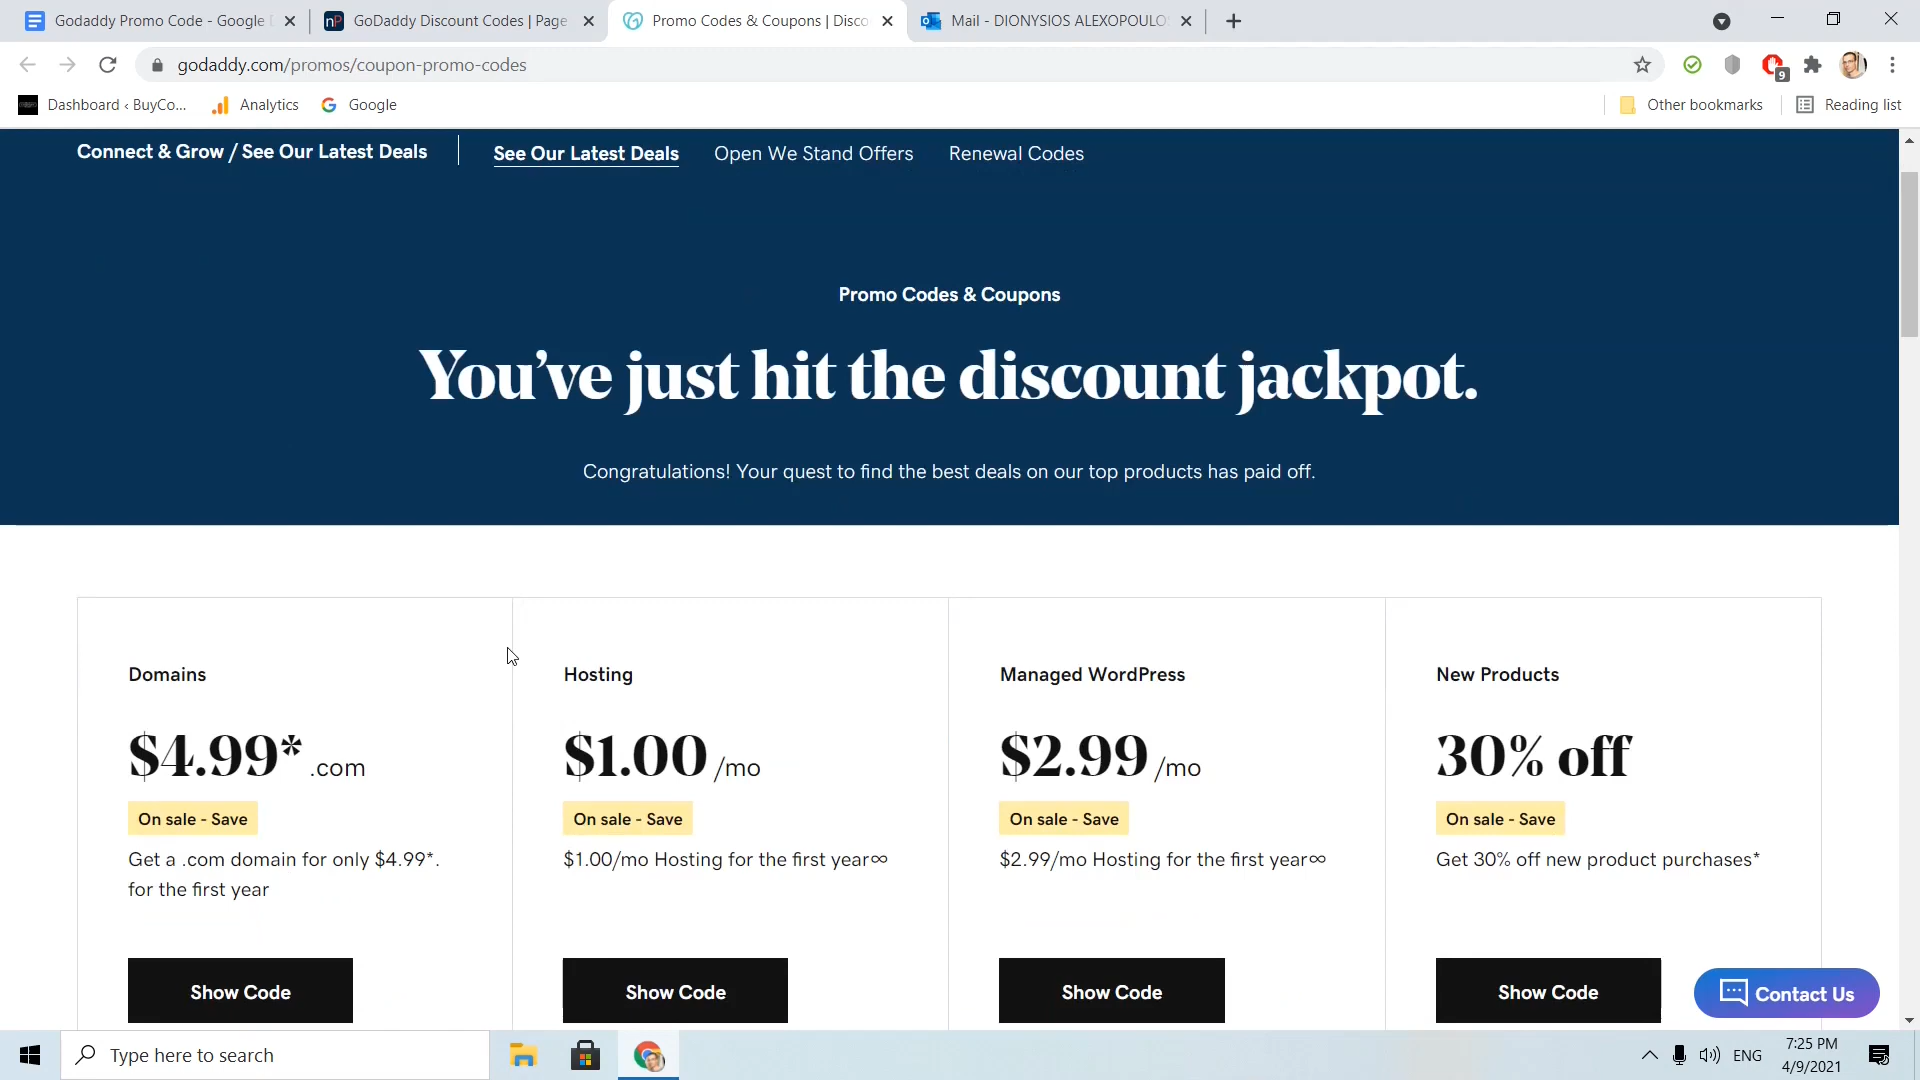 Godaddy Promo Code - Google D
GoDaddy Discount Codes | Page
Promo Codes & Coupons | Disco
Mail - DIONYSIOS ALEXOPOULOS
godaddy.com/promos/coupon-promo-codes
9
Dashboard ‹ BuyCo...
Analytics
Google
Other bookmarks
Reading list
Connect & Grow / See Our Latest Deals
See Our Latest Deals
Open We Stand Offers
Renewal Codes
Promo Codes & Coupons
You’ve just hit the discount jackpot.
Congratulations! Your quest to find the best deals on our top products has paid off.
Domains
$4.99* .com
On sale - Save
Get a .com domain for only $4.99*.
for the first year
Show Code
Hosting
$1.00 /mo
On sale - Save
$1.00/mo Hosting for the first year∞
Show Code
Managed WordPress
$2.99 /mo
On sale - Save
$2.99/mo Hosting for the first year∞
Show Code
New Products
30% off
On sale - Save
Get 30% off new product purchases*
Show Code
Contact Us
Type here to search
ENG
7:25 PM
4/9/2021